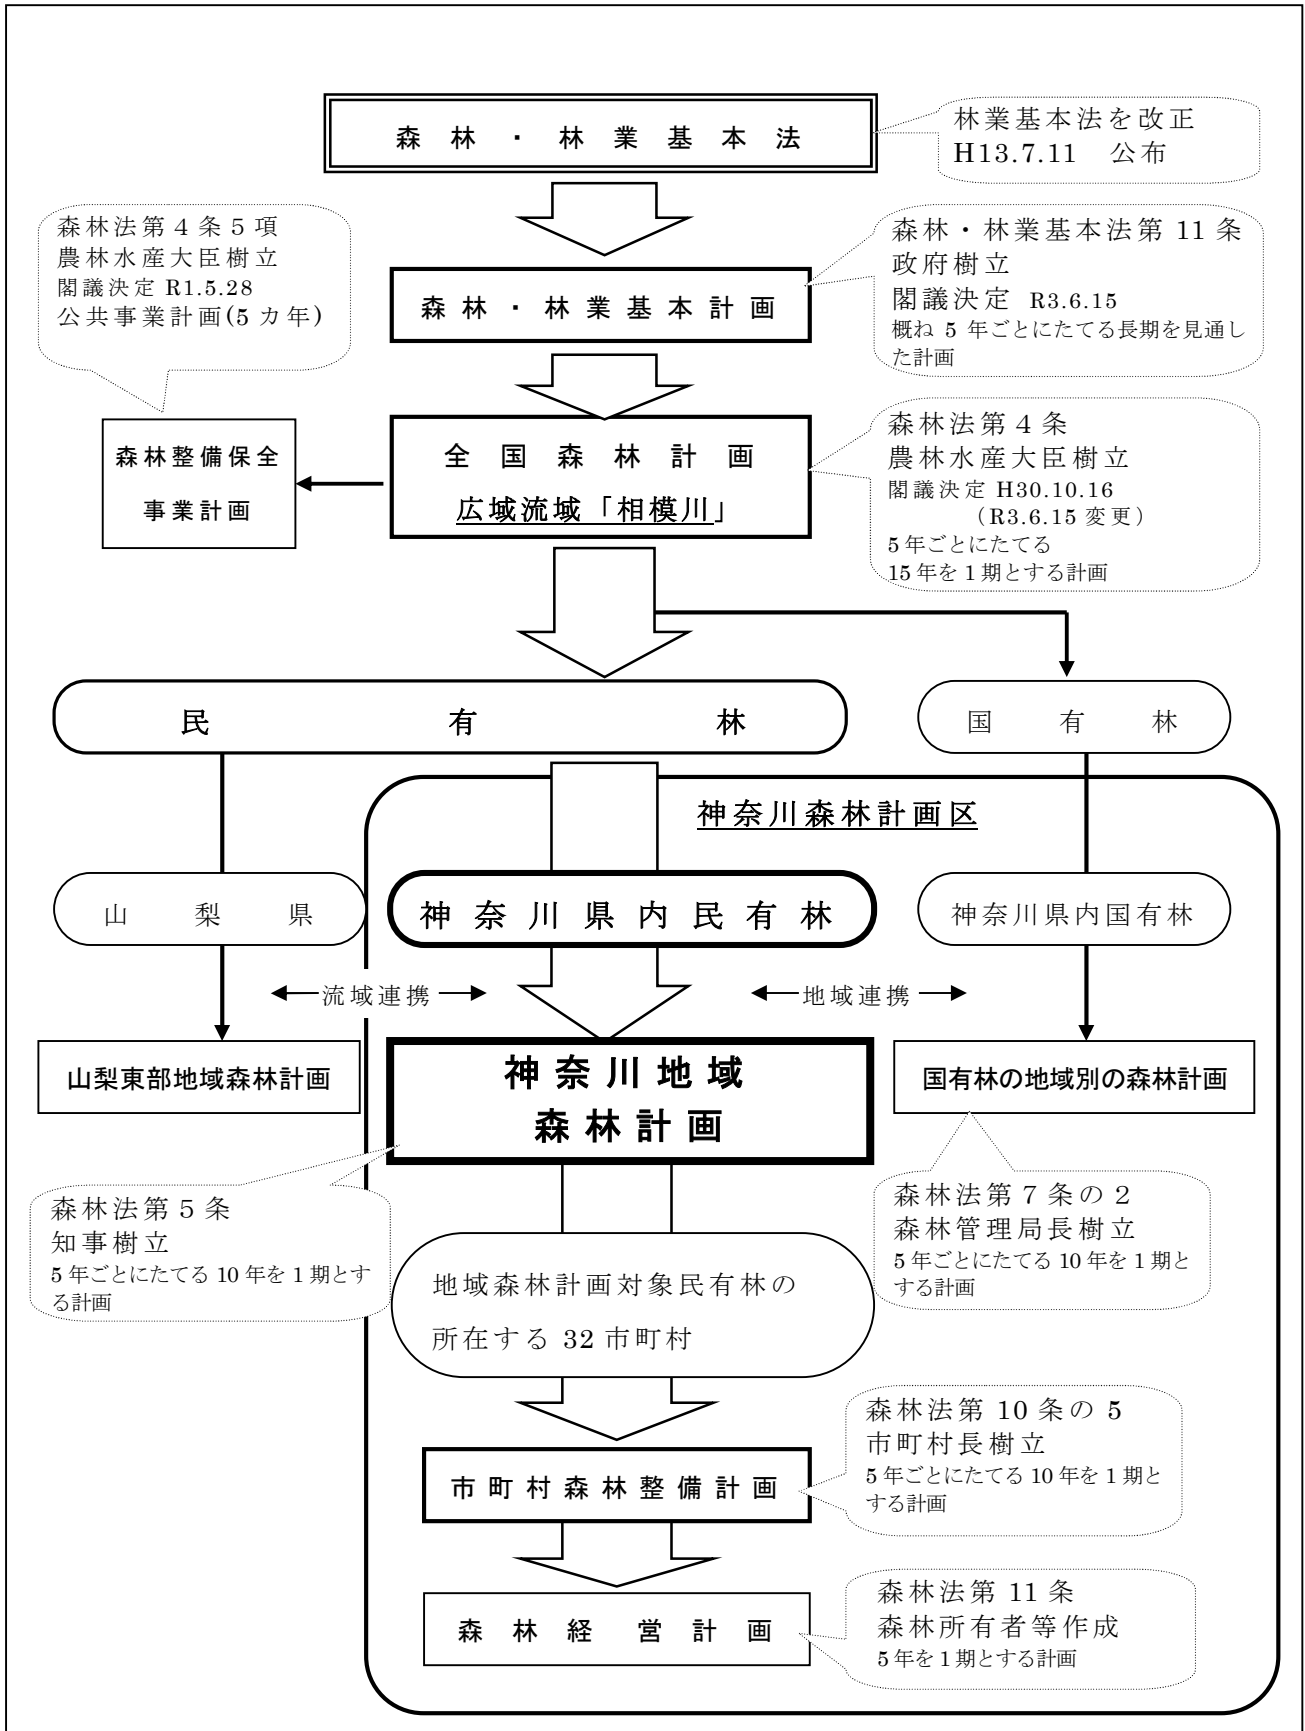 森林・林業基本法
林業基本法を改正
H13.7.11　公布
森林法第４条５項
農林水産大臣樹立
閣議決定 R1.5.28
公共事業計画(5 カ年)
森林・林業基本計画
森林・林業基本法第 11 条
政府樹立
閣議決定 R3.6.15
概ね 5 年ごとにたてる長期を見通し
た計画
森林整備保全
事業計画
全国森林計画
広域流域「相模川」
森林法第 4 条
農林水産大臣樹立
閣議決定 H30.10.16
（R3.6.15 変更）
5 年ごとにたてる
15 年を 1 期とする計画
民有林
国有林
神奈川森林計画区
山梨県
神奈川県内民有林
神奈川県内国有林
流域連携
地域連携
山梨東部地域森林計画
神奈川地域
森林計画
国有林の地域別の森林計画
森林法第５条
知事樹立
5 年ごとにたてる 10 年を 1 期とす
る計画
森林法第７条の２
森林管理局長樹立
5 年ごとにたてる 10 年を 1 期と
する計画
地域森林計画対象民有林の
所在する 32 市町村
市町村森林整備計画
森林法第 10 条の 5
市町村長樹立
5 年ごとにたてる 10 年を 1 期と
する計画
森林経営計画
森林法第 11 条
森林所有者等作成
5 年を 1 期とする計画